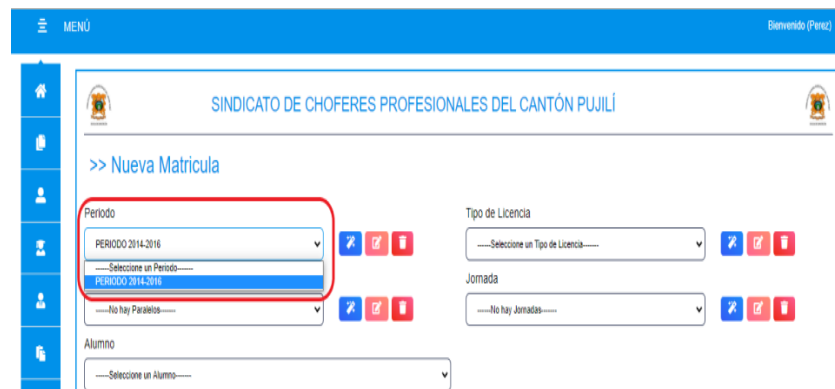 MENÚ
Bienvenido (Perez)
SINDICATO DE CHOFERES PROFESIONALES DEL CANTÓN PUJILÍ
>> Nueva Matricula
Periodo
Tipo de Licencia
PERIODO 2014-2016
------Seleccione un Tipo de Licencia-------
------Seleccione un Periodo-------
PERIODO 2014-2016
Jornada
------No hay Paralelos-------
------No hay Jornadas-------
Alumno
------Seleccione un Alumno-------